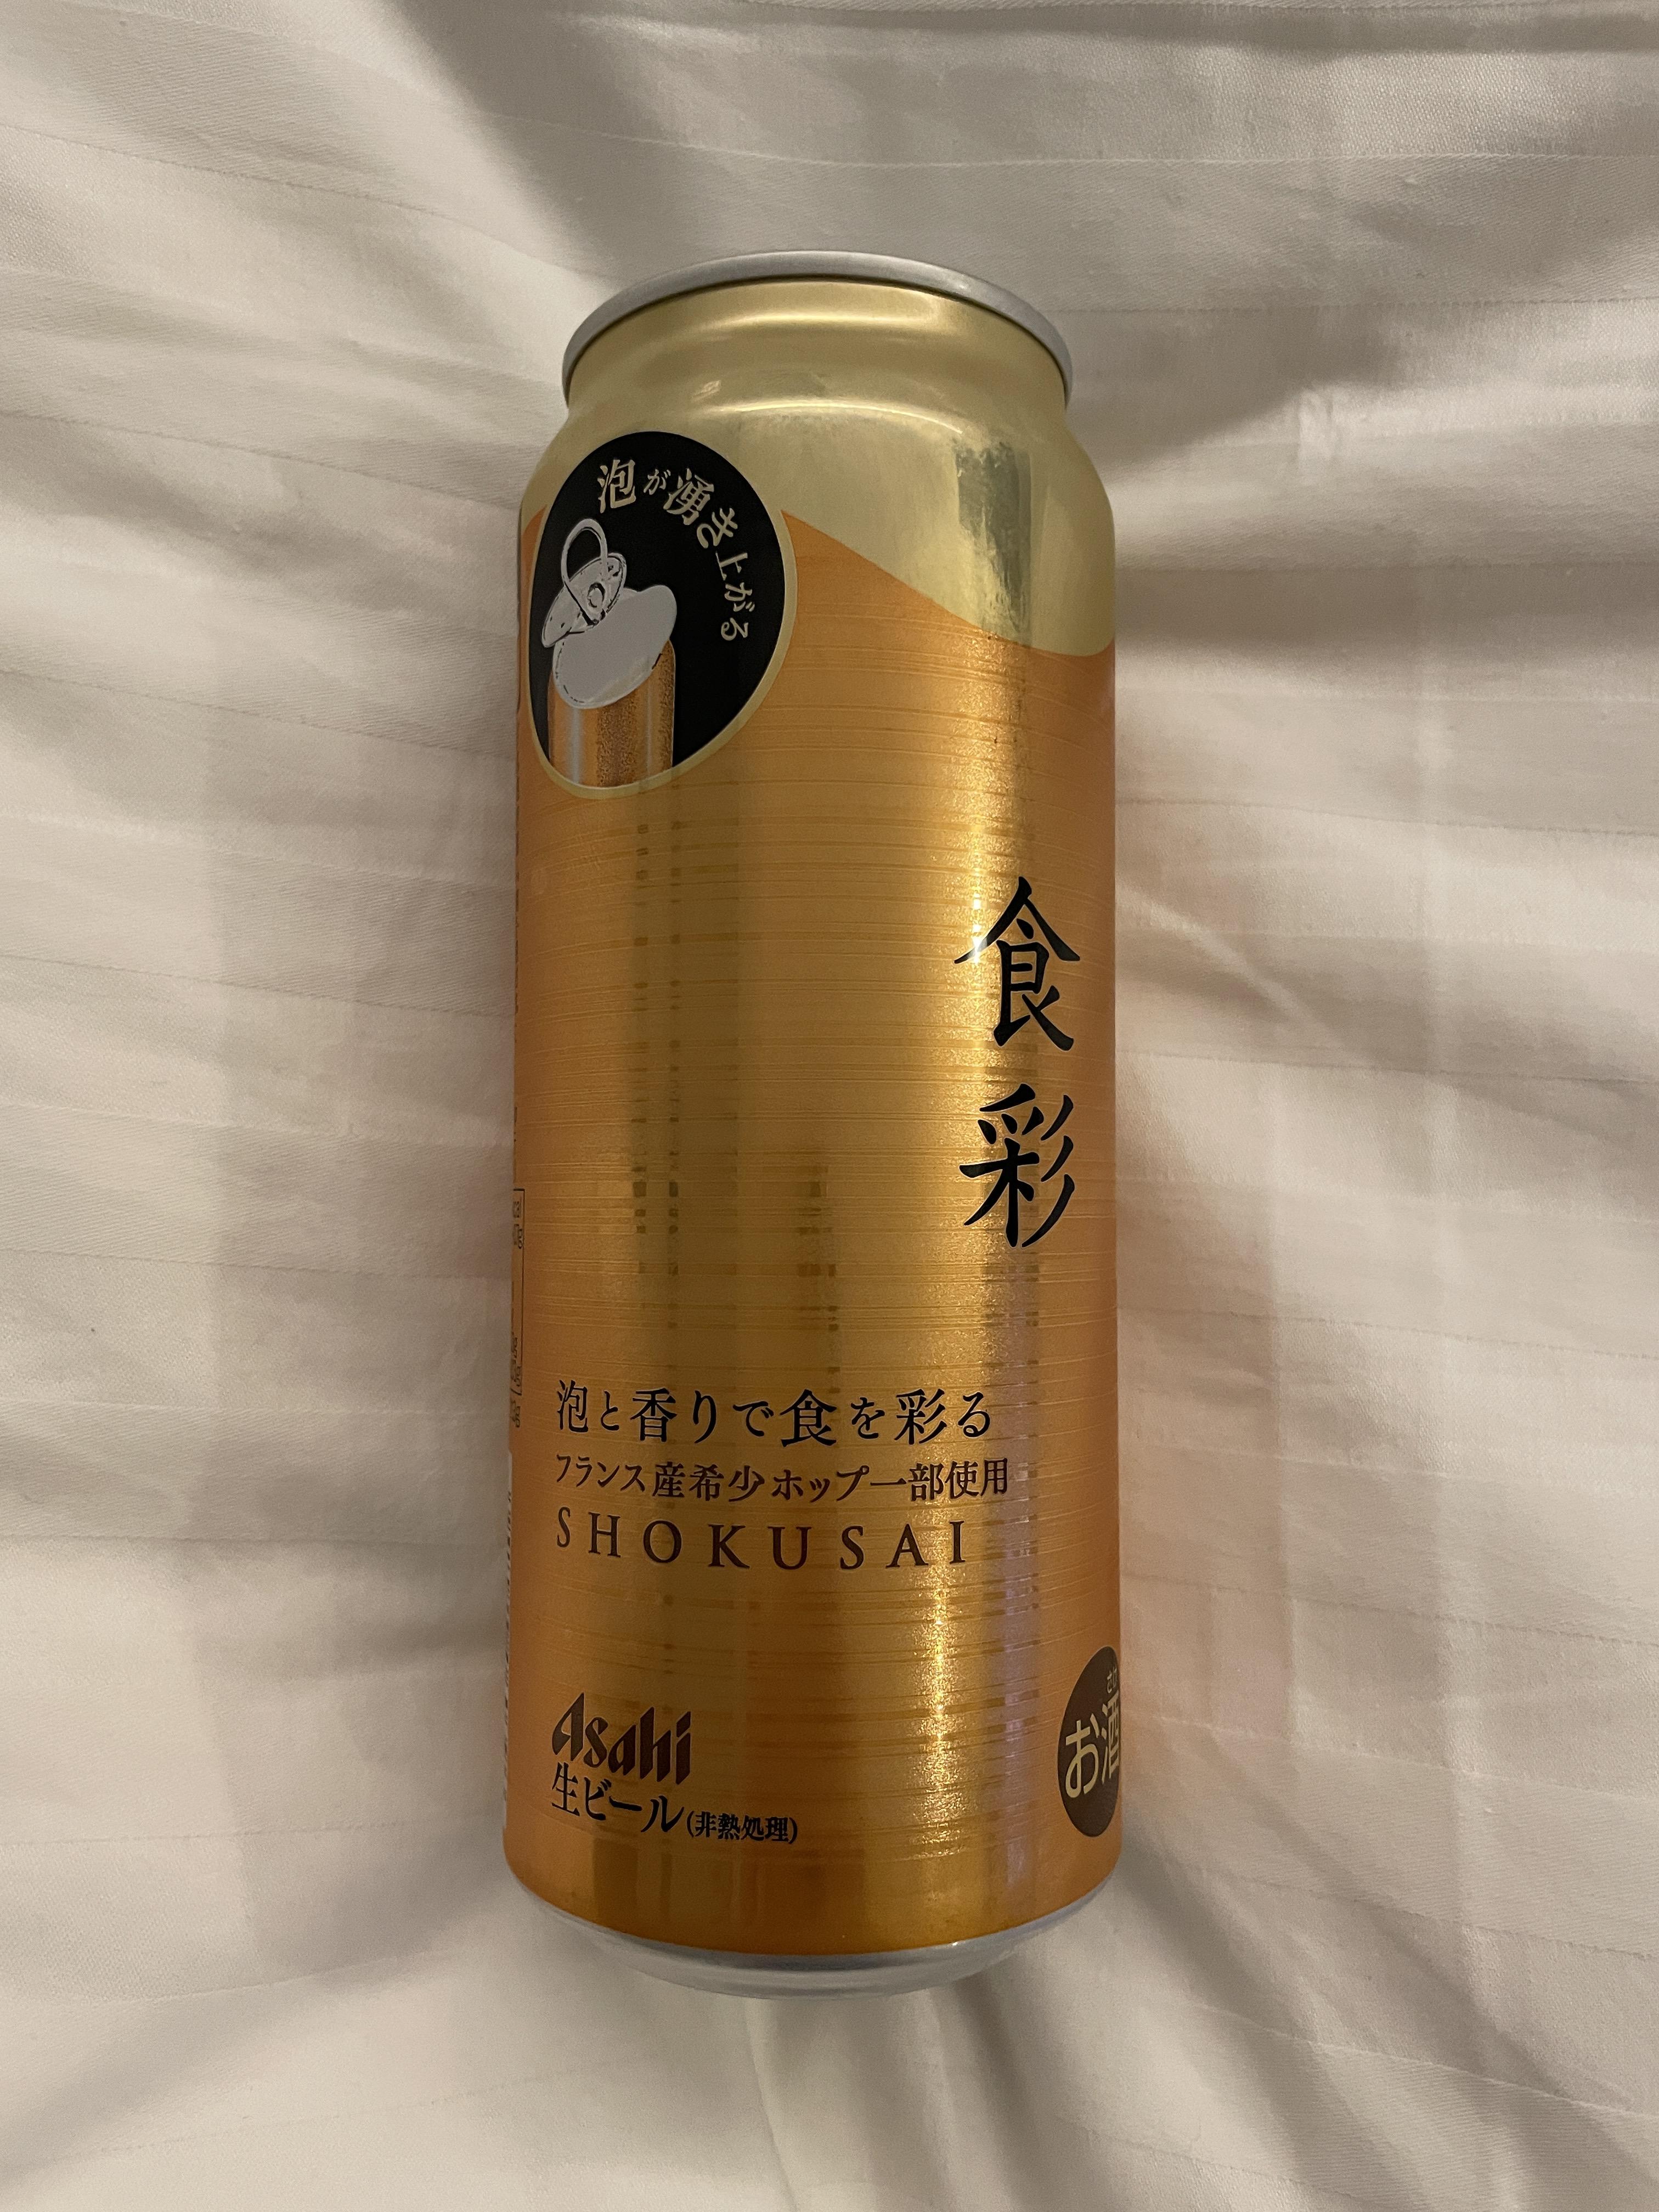 泡が湧き上がる
食彩
泡と香りで食を彩る
フランス産希少ホップ一部使用
SHOKUSAI
Asahi
生ビール(非熱処理)
さけ
お酒